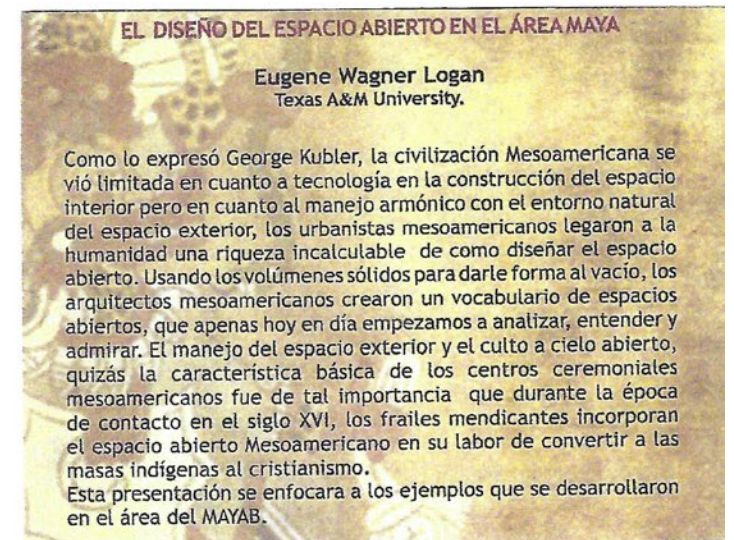 EL DISEÑO DEL ESPACIO ABIERTO EN EL ÁREA MAYA
Eugene Wagner Logan
Texas A&M University.
Como lo expresó George Kubler, la civilización Mesoamericana se
vió limitada en cuanto a tecnología en la construcción del espacio
interior pero en cuanto al manejo armónico con el entorno natural
del espacio exterior, los urbanistas mesoamericanos legaron a la
humanidad una riqueza incalculable de como diseñar el espacio
abierto. Usando los volúmenes sólidos para darle forma al vacío, los
arquitectos mesoamericanos crearon un vocabulario de espacios
abiertos, que apenas hoy en día empezamos a analizar, entender y
admirar. El manejo del espacio exterior y el culto a cielo abierto,
quizás la característica básica de los centros ceremoniales
mesoamericanos fue de tal importancia que durante la época
de contacto en el siglo XVI, los frailes mendicantes incorporan
el espacio abierto Mesoamericano en su labor de convertir a las
masas indígenas al cristianismo.
Esta presentación se enfocara a los ejemplos que se desarrollaron
en el área del MAYAB.